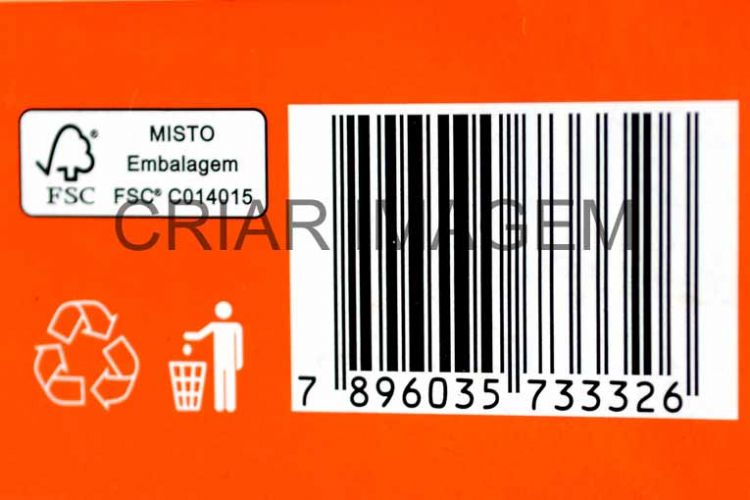 MISTO
Embalagem
FSC® C014015
FSC
CRIAR IMAGEM
7 896035 733326